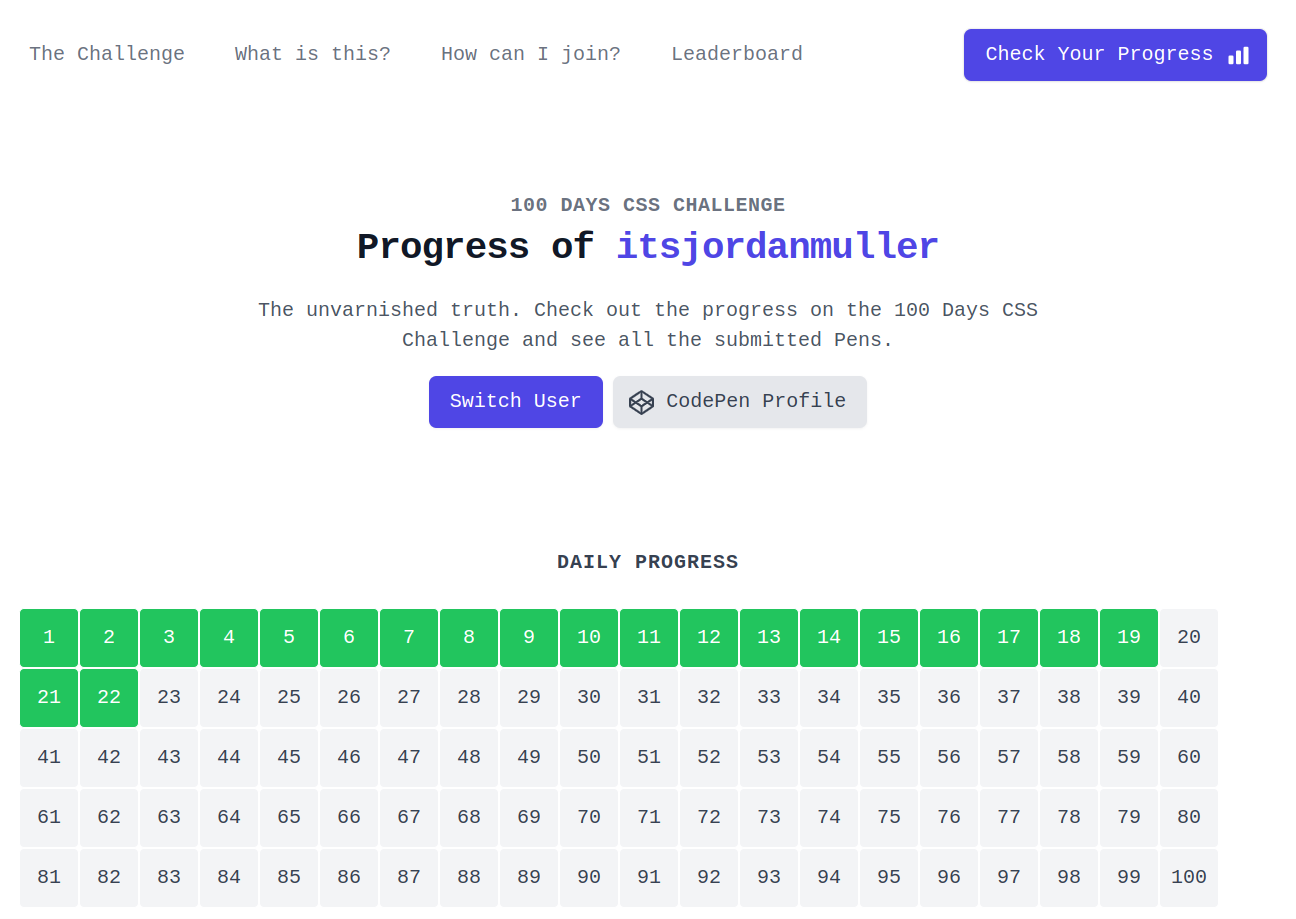 The Challenge What is this? How can I join? Leaderboard Check Your Progress
100 DAYS CSS CHALLENGE
Progress of itsjordanmuller
The unvarnished truth. Check out the progress on the 100 Days CSS
Challenge and see all the submitted Pens.
Switch User CodePen Profile
DAILY PROGRESS
1 2 3 4 5 6 7 8 9 10 11 12 13 14 15 16 17 18 19 20
21 22 23 24 25 26 27 28 29 30 31 32 33 34 35 36 37 38 39 40
41 42 43 44 45 46 47 48 49 50 51 52 53 54 55 56 57 58 59 60
61 62 63 64 65 66 67 68 69 70 71 72 73 74 75 76 77 78 79 80
81 82 83 84 85 86 87 88 89 90 91 92 93 94 95 96 97 98 99 100